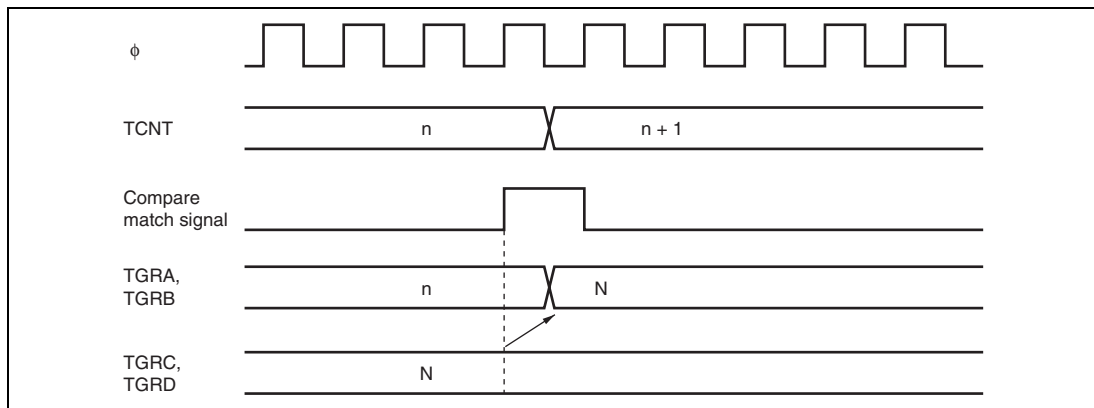 ϕ
TCNT
n
n + 1
Compare
match signal
TGRA,
TGRB
n
N
TGRC,
TGRD
N